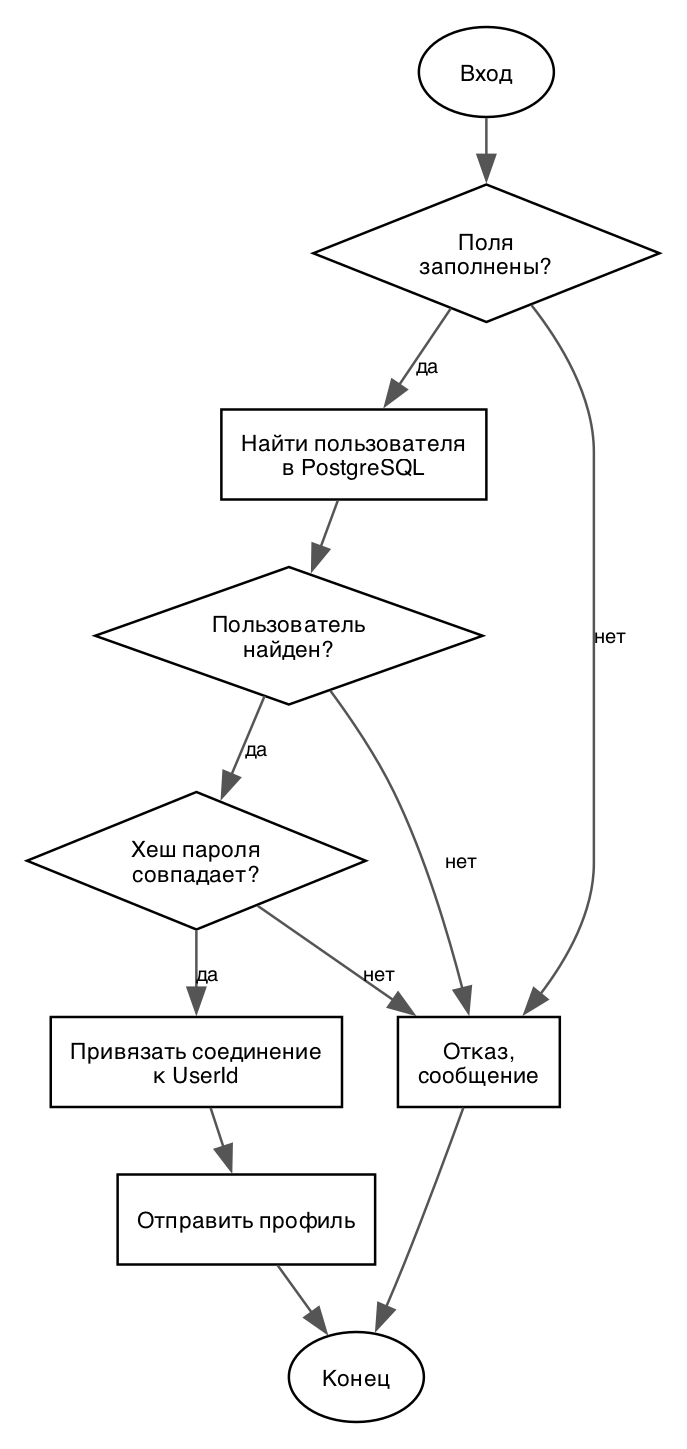 Вход
Поля
заполнены?
да
Найти пользователя
в PostgreSQL
Пользователь
найден?
нет
да
Хеш пароля
совпадает?
нет
да
нет
Привязать соединение
к UserId
Отказ,
сообщение
Отправить профиль
Конец